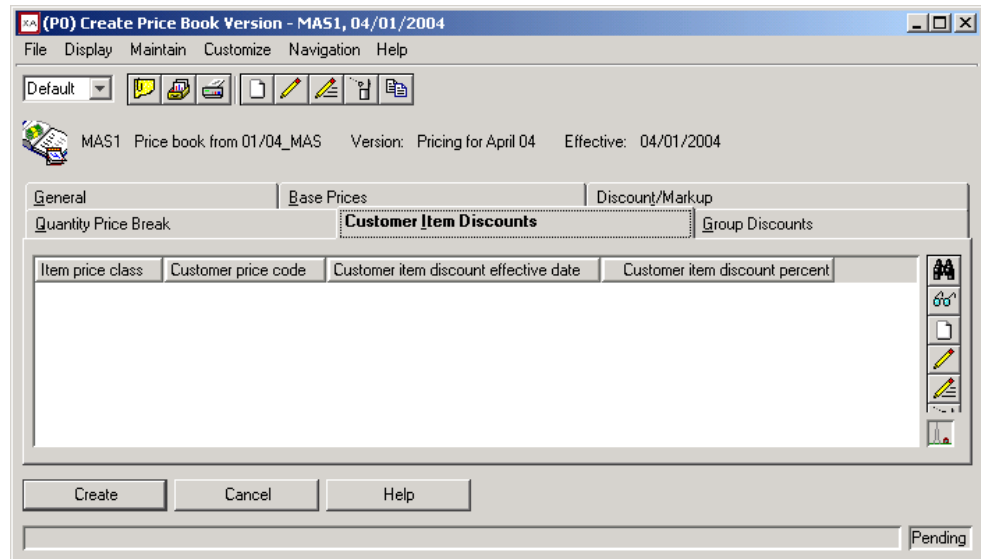 XA (P0) Create Price Book Version - MAS1, 04/01/2004
File Display Maintain Customize Navigation Help
Default
MAS1 Price book from 01/04_MAS Version: Pricing for April 04 Effective: 04/01/2004
General Base Prices Discount/Markup
Quantity Price Break Customer Item Discounts Group Discounts
Item price class Customer price code Customer item discount effective date Customer item discount percent
Create Cancel Help
Pending